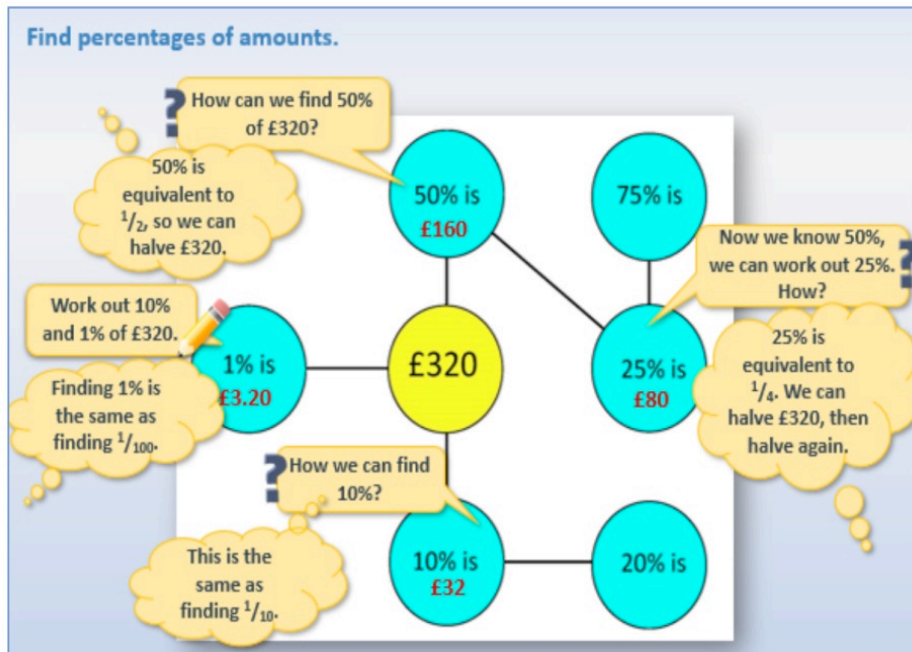 Find percentages of amounts.
? How can we find 50%
of £320?
50% is
equivalent to
1/2, so we can
halve £320.
50% is
£160
75% is
Now we know 50%,
we can work out 25%.
How?
?
Work out 10%
and 1% of £320.
1% is
£3.20
£320
25% is
£80
25% is
equivalent to
1/4. We can
halve £320, then
halve again.
Finding 1% is
the same as
finding 1/100.
? How we can find
10%?
10% is
£32
20% is
This is the
same as
finding 1/10.